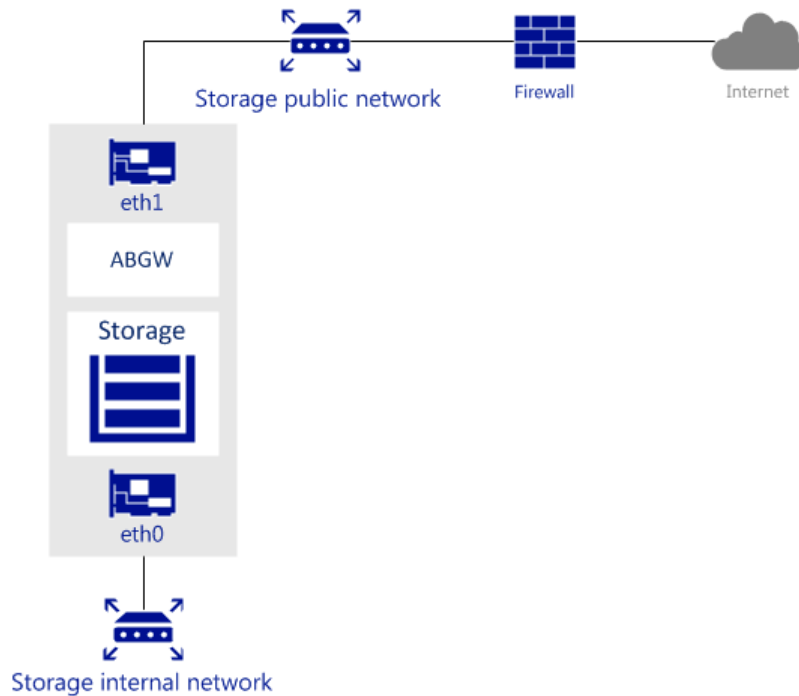 Storage public network
Firewall
Internet
eth1
ABGW
Storage
eth0
Storage internal network